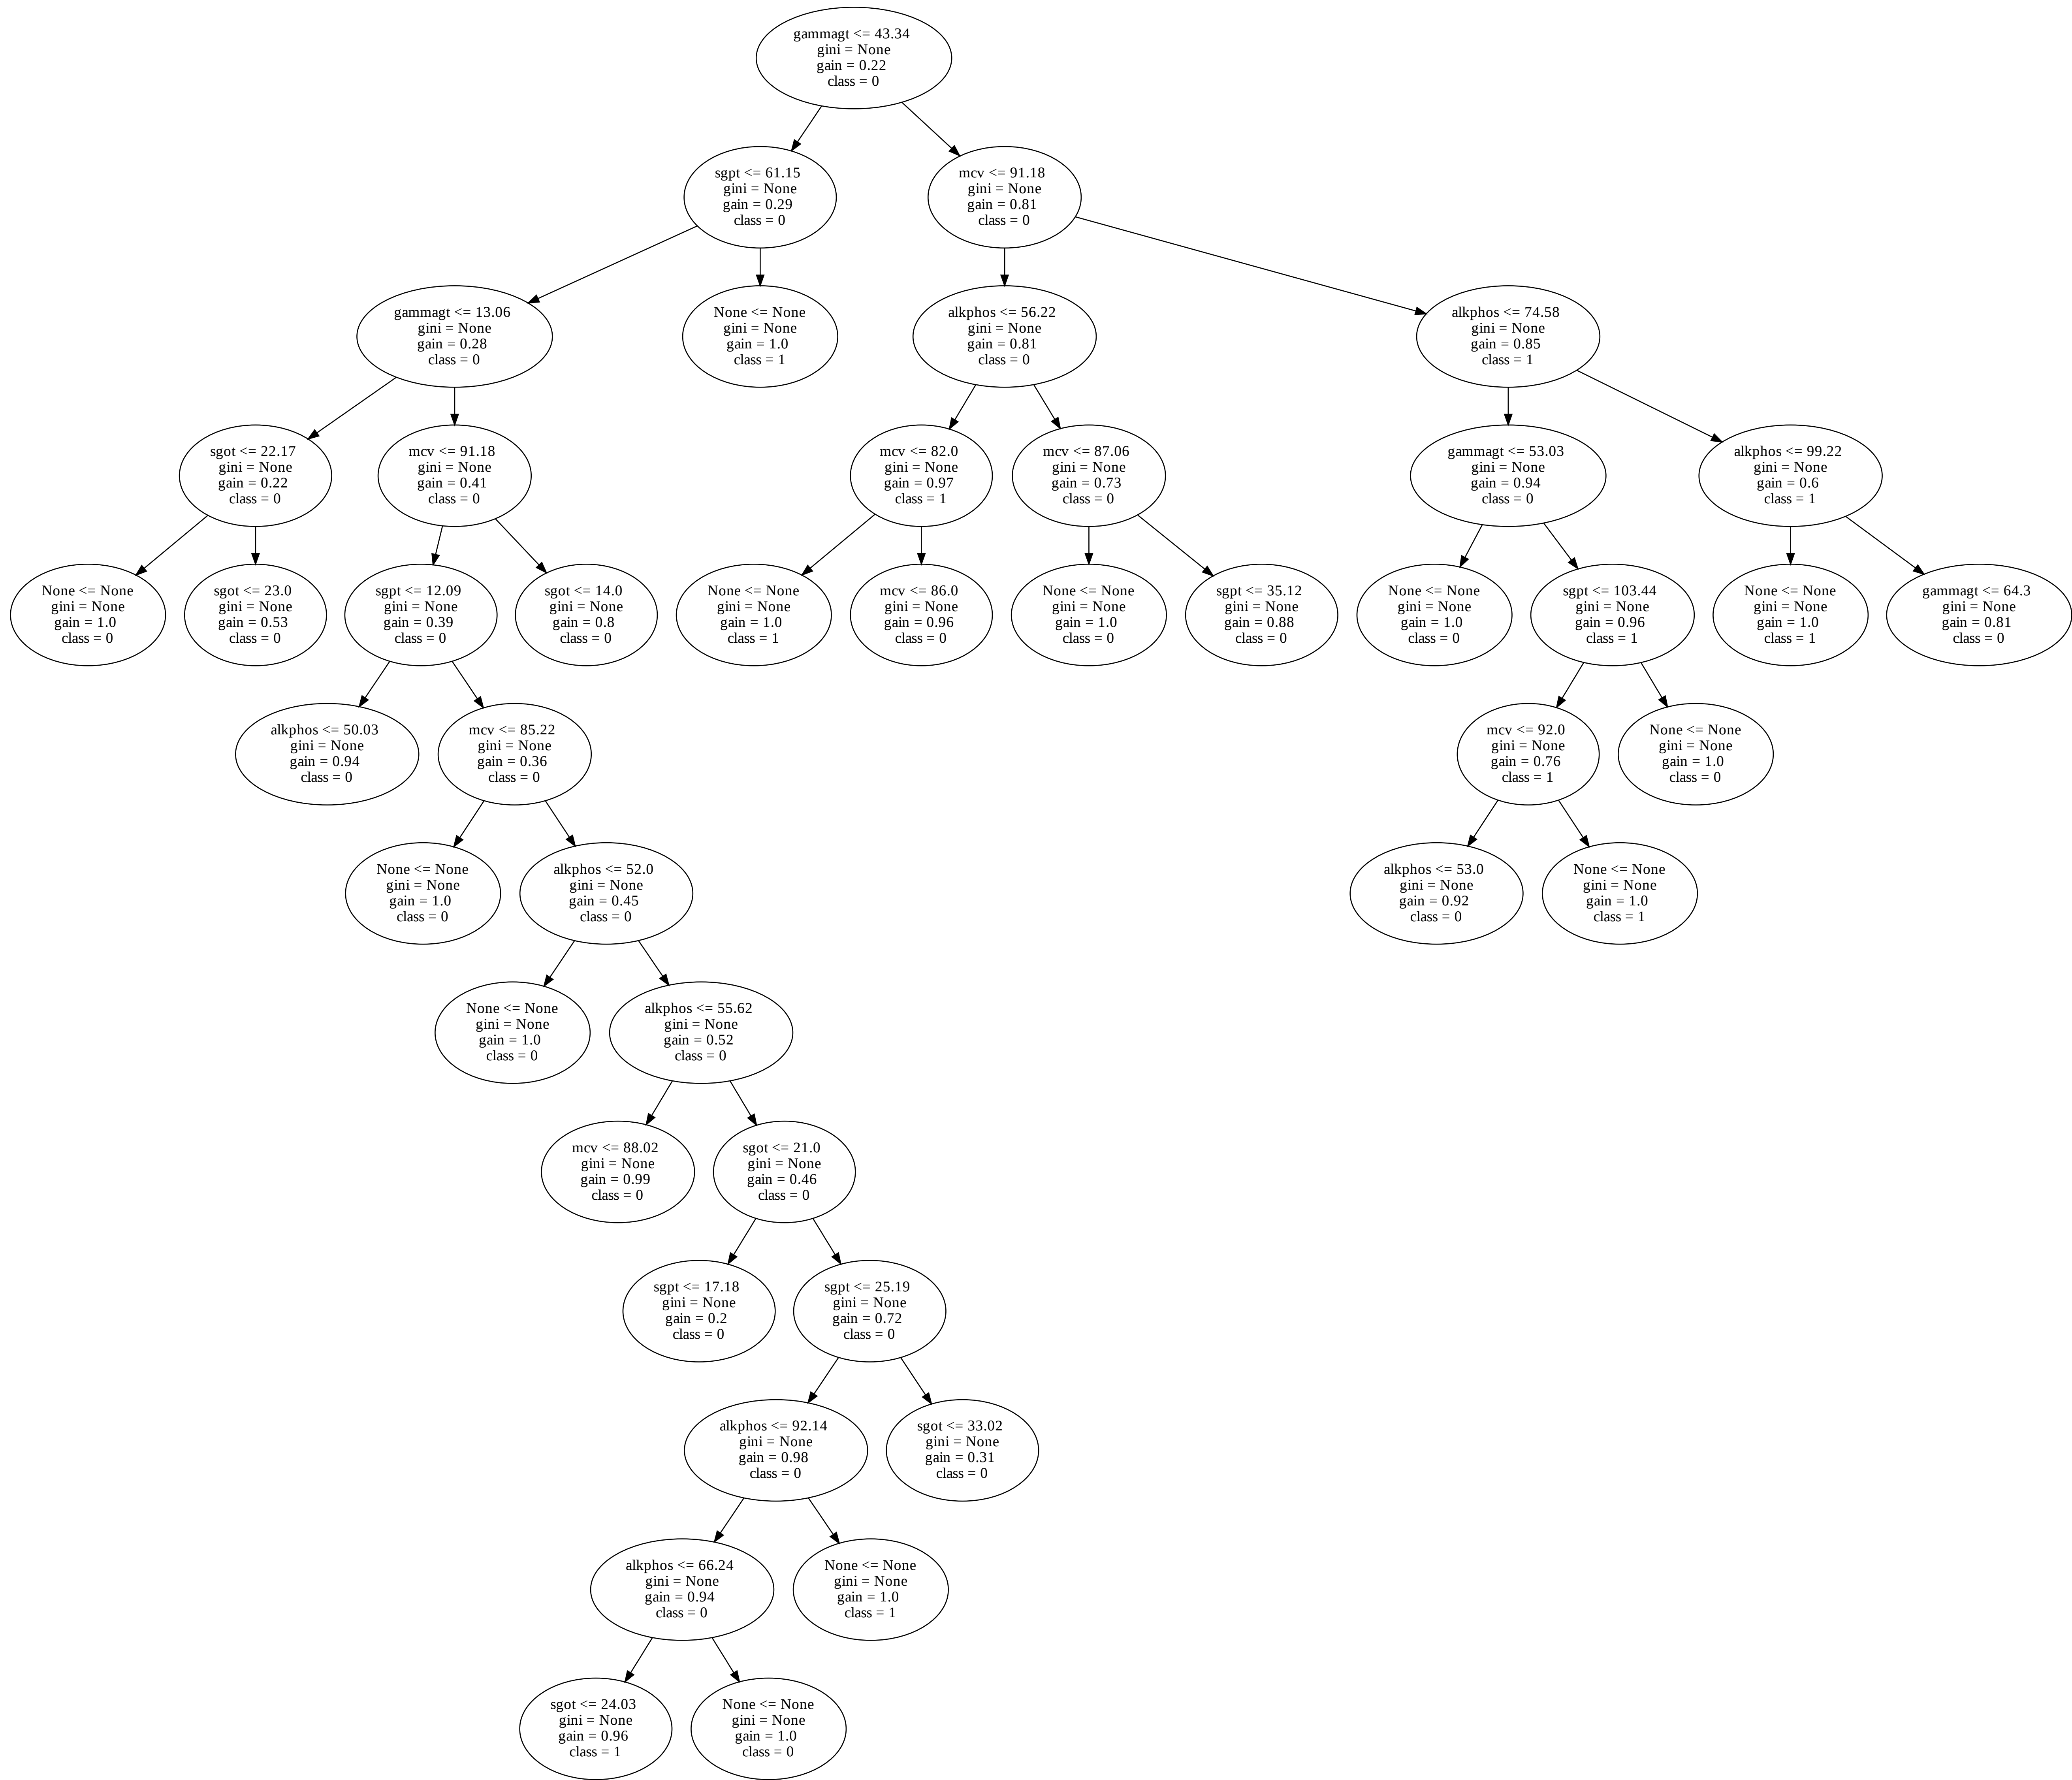 gammagt <= 43.34
gini = None
gain = 0.22
class = 0
sgpt <= 61.15
gini = None
gain = 0.29
class = 0
mcv <= 91.18
gini = None
gain = 0.81
class = 0
gammagt <= 13.06
gini = None
gain = 0.28
class = 0
None <= None
gini = None
gain = 1.0
class = 1
alkphos <= 56.22
gini = None
gain = 0.81
class = 0
alkphos <= 74.58
gini = None
gain = 0.85
class = 1
sgot <= 22.17
gini = None
gain = 0.22
class = 0
mcv <= 91.18
gini = None
gain = 0.41
class = 0
mcv <= 82.0
gini = None
gain = 0.97
class = 1
mcv <= 87.06
gini = None
gain = 0.73
class = 0
gammagt <= 53.03
gini = None
gain = 0.94
class = 0
alkphos <= 99.22
gini = None
gain = 0.6
class = 1
None <= None
gini = None
gain = 1.0
class = 0
sgot <= 23.0
gini = None
gain = 0.53
class = 0
sgpt <= 12.09
gini = None
gain = 0.39
class = 0
sgot <= 14.0
gini = None
gain = 0.8
class = 0
None <= None
gini = None
gain = 1.0
class = 1
mcv <= 86.0
gini = None
gain = 0.96
class = 0
None <= None
gini = None
gain = 1.0
class = 0
sgpt <= 35.12
gini = None
gain = 0.88
class = 0
None <= None
gini = None
gain = 1.0
class = 0
sgpt <= 103.44
gini = None
gain = 0.96
class = 1
None <= None
gini = None
gain = 1.0
class = 1
gammagt <= 64.3
gini = None
gain = 0.81
class = 0
alkphos <= 50.03
gini = None
gain = 0.94
class = 0
mcv <= 85.22
gini = None
gain = 0.36
class = 0
mcv <= 92.0
gini = None
gain = 0.76
class = 1
None <= None
gini = None
gain = 1.0
class = 0
None <= None
gini = None
gain = 1.0
class = 0
alkphos <= 52.0
gini = None
gain = 0.45
class = 0
alkphos <= 53.0
gini = None
gain = 0.92
class = 0
None <= None
gini = None
gain = 1.0
class = 1
None <= None
gini = None
gain = 1.0
class = 0
alkphos <= 55.62
gini = None
gain = 0.52
class = 0
mcv <= 88.02
gini = None
gain = 0.99
class = 0
sgot <= 21.0
gini = None
gain = 0.46
class = 0
sgpt <= 17.18
gini = None
gain = 0.2
class = 0
sgpt <= 25.19
gini = None
gain = 0.72
class = 0
alkphos <= 92.14
gini = None
gain = 0.98
class = 0
sgot <= 33.02
gini = None
gain = 0.31
class = 0
alkphos <= 66.24
gini = None
gain = 0.94
class = 0
None <= None
gini = None
gain = 1.0
class = 1
sgot <= 24.03
gini = None
gain = 0.96
class = 1
None <= None
gini = None
gain = 1.0
class = 0